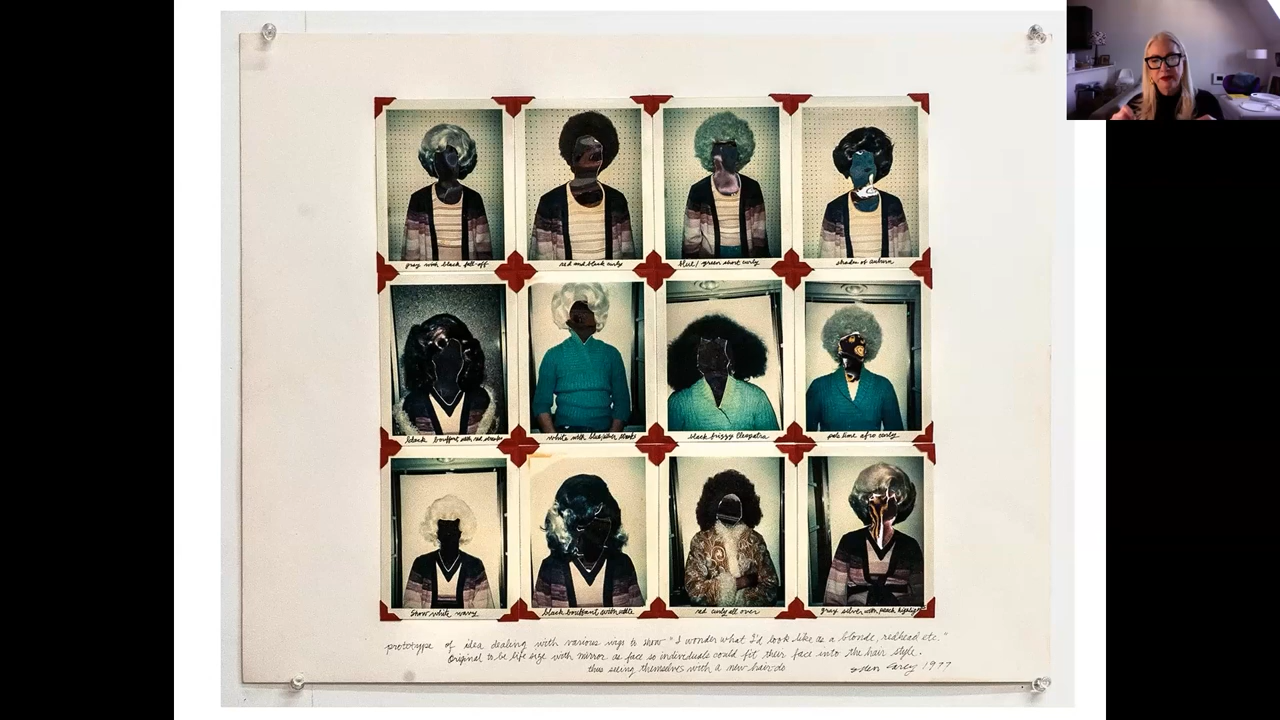 gray with black fall-off
red and black curly
blue/green short curly
shades of auburn
black bouffant with red streaks
white with blue/silver streaks
black frizzy Cleopatra
pale lime afro curly
Snow white wavy
black bouffant with white
red curly all over
gray silver with peach highlights
prototype of idea dealing with various wigs to show "I wonder what I'd look like as a blonde, redhead, etc."
Original to be life size with mirror as face so individuals could fit their face into the hair style.
thus seeing themselves with a new hair-do
Ellen Carey 1977